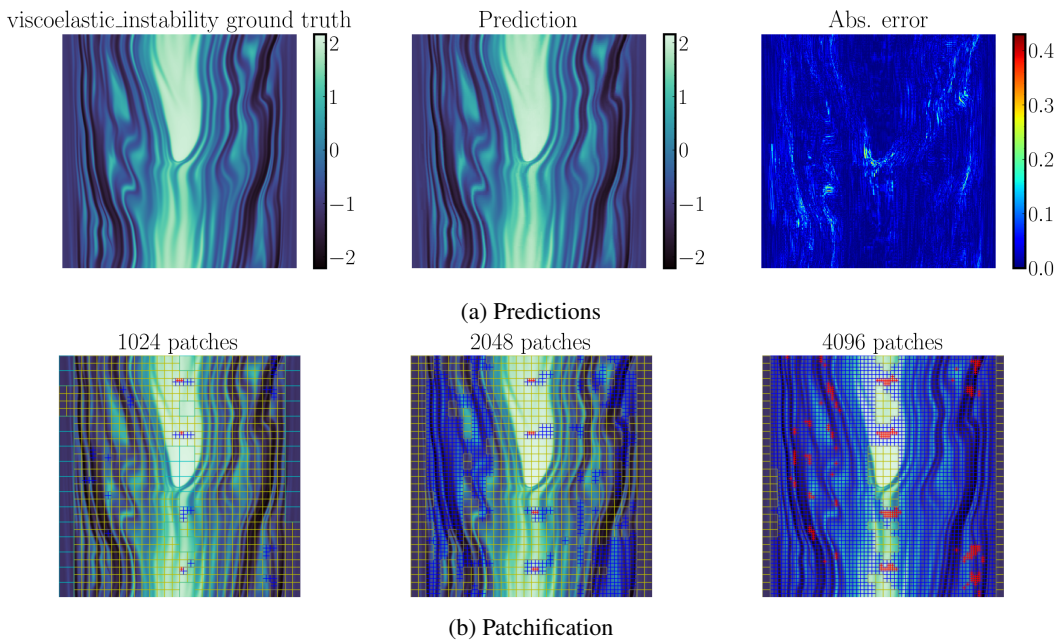 viscoelastic_instability ground truth
Prediction
Abs. error
2
1
0
−1
−2
2
1
0
−1
−2
0.4
0.3
0.2
0.1
0.0
(a) Predictions
1024 patches
2048 patches
4096 patches
(b) Patchification